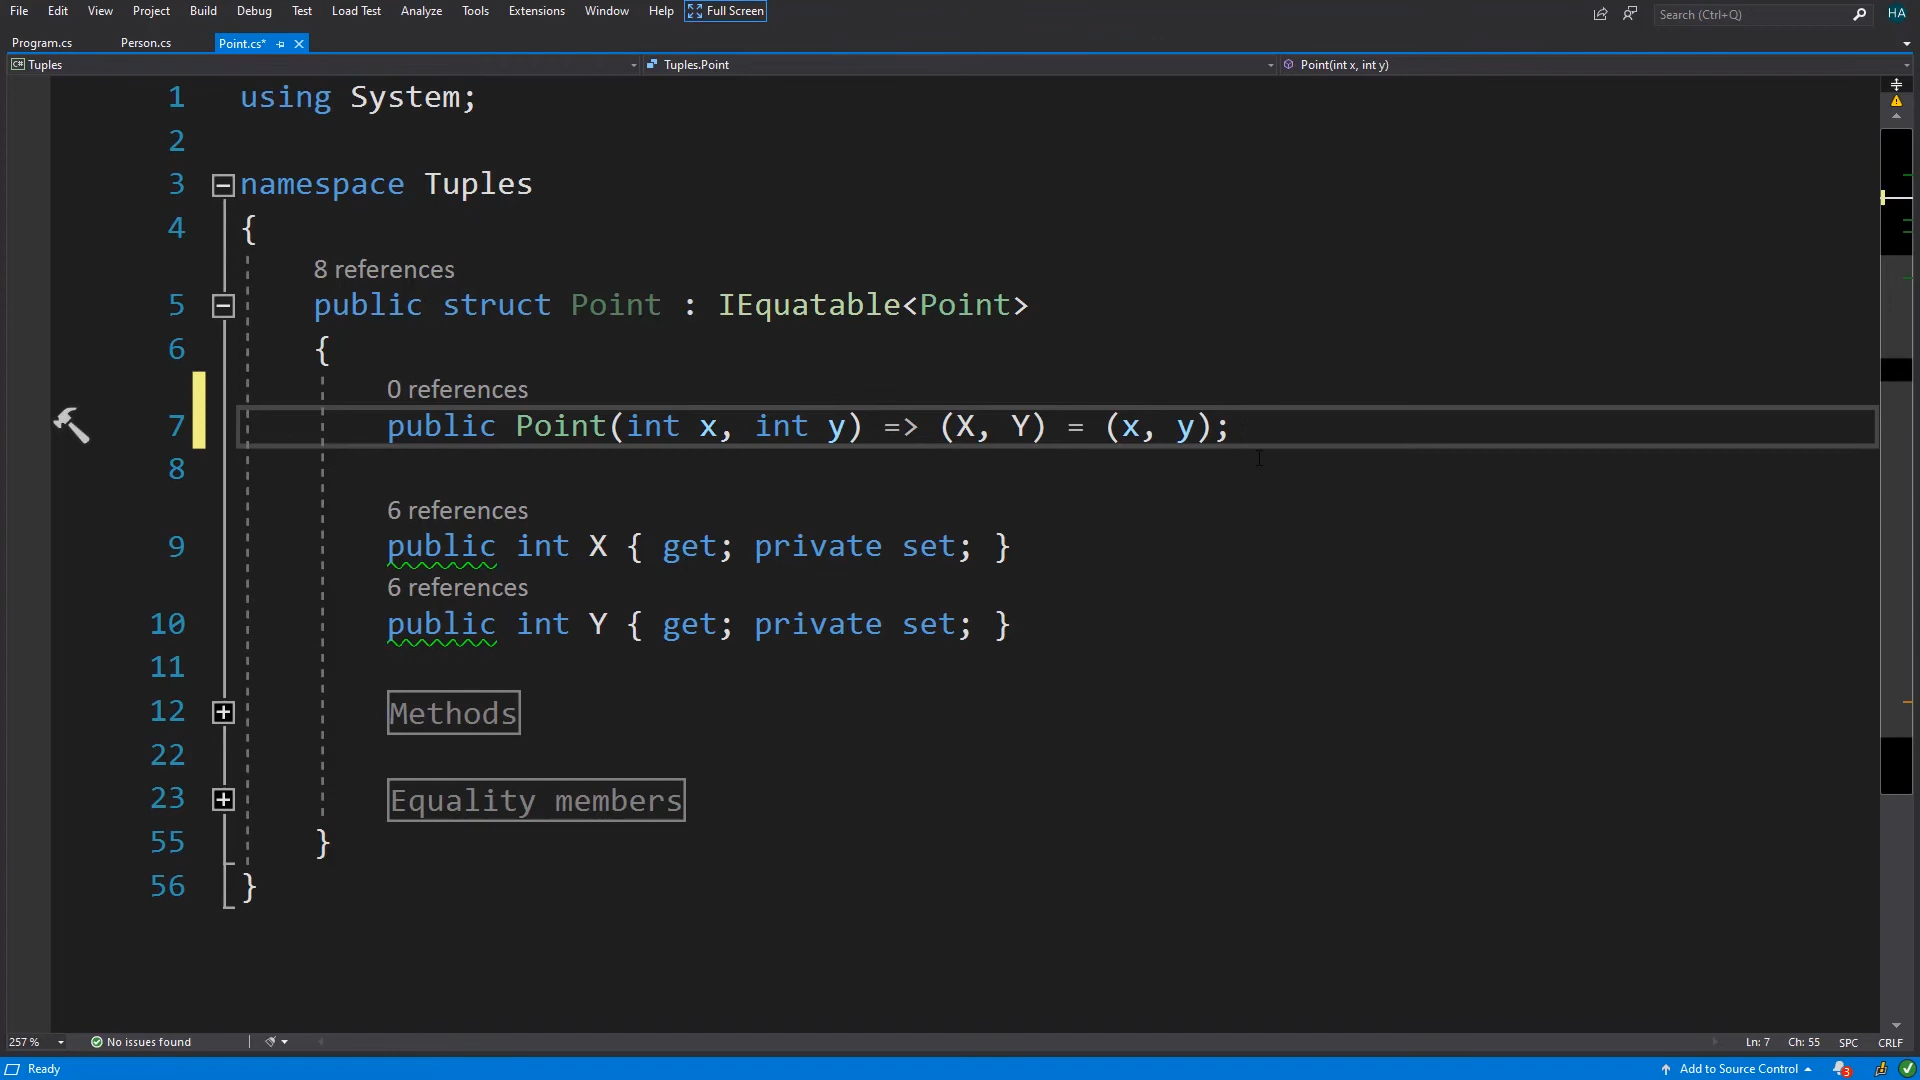 File Edit View Project Build Debug Test Load Test Analyze Tools Extensions Window Help Full Screen Search (Ctrl+Q) HA
Program.cs Person.cs Point.cs*
C# Tuples Tuples.Point Point(int x, int y)
1 using System;
2
3 namespace Tuples
4 {
8 references
5 public struct Point : IEquatable<Point>
6 {
0 references
7 public Point(int x, int y) => (X, Y) = (x, y);
8
6 references
9 public int X { get; private set; }
6 references
10 public int Y { get; private set; }
11
12 Methods
22
23 Equality members
55 }
56 }
257 % No issues found Ln: 7 Ch: 55 SPC CRLF
Ready Add to Source Control 3